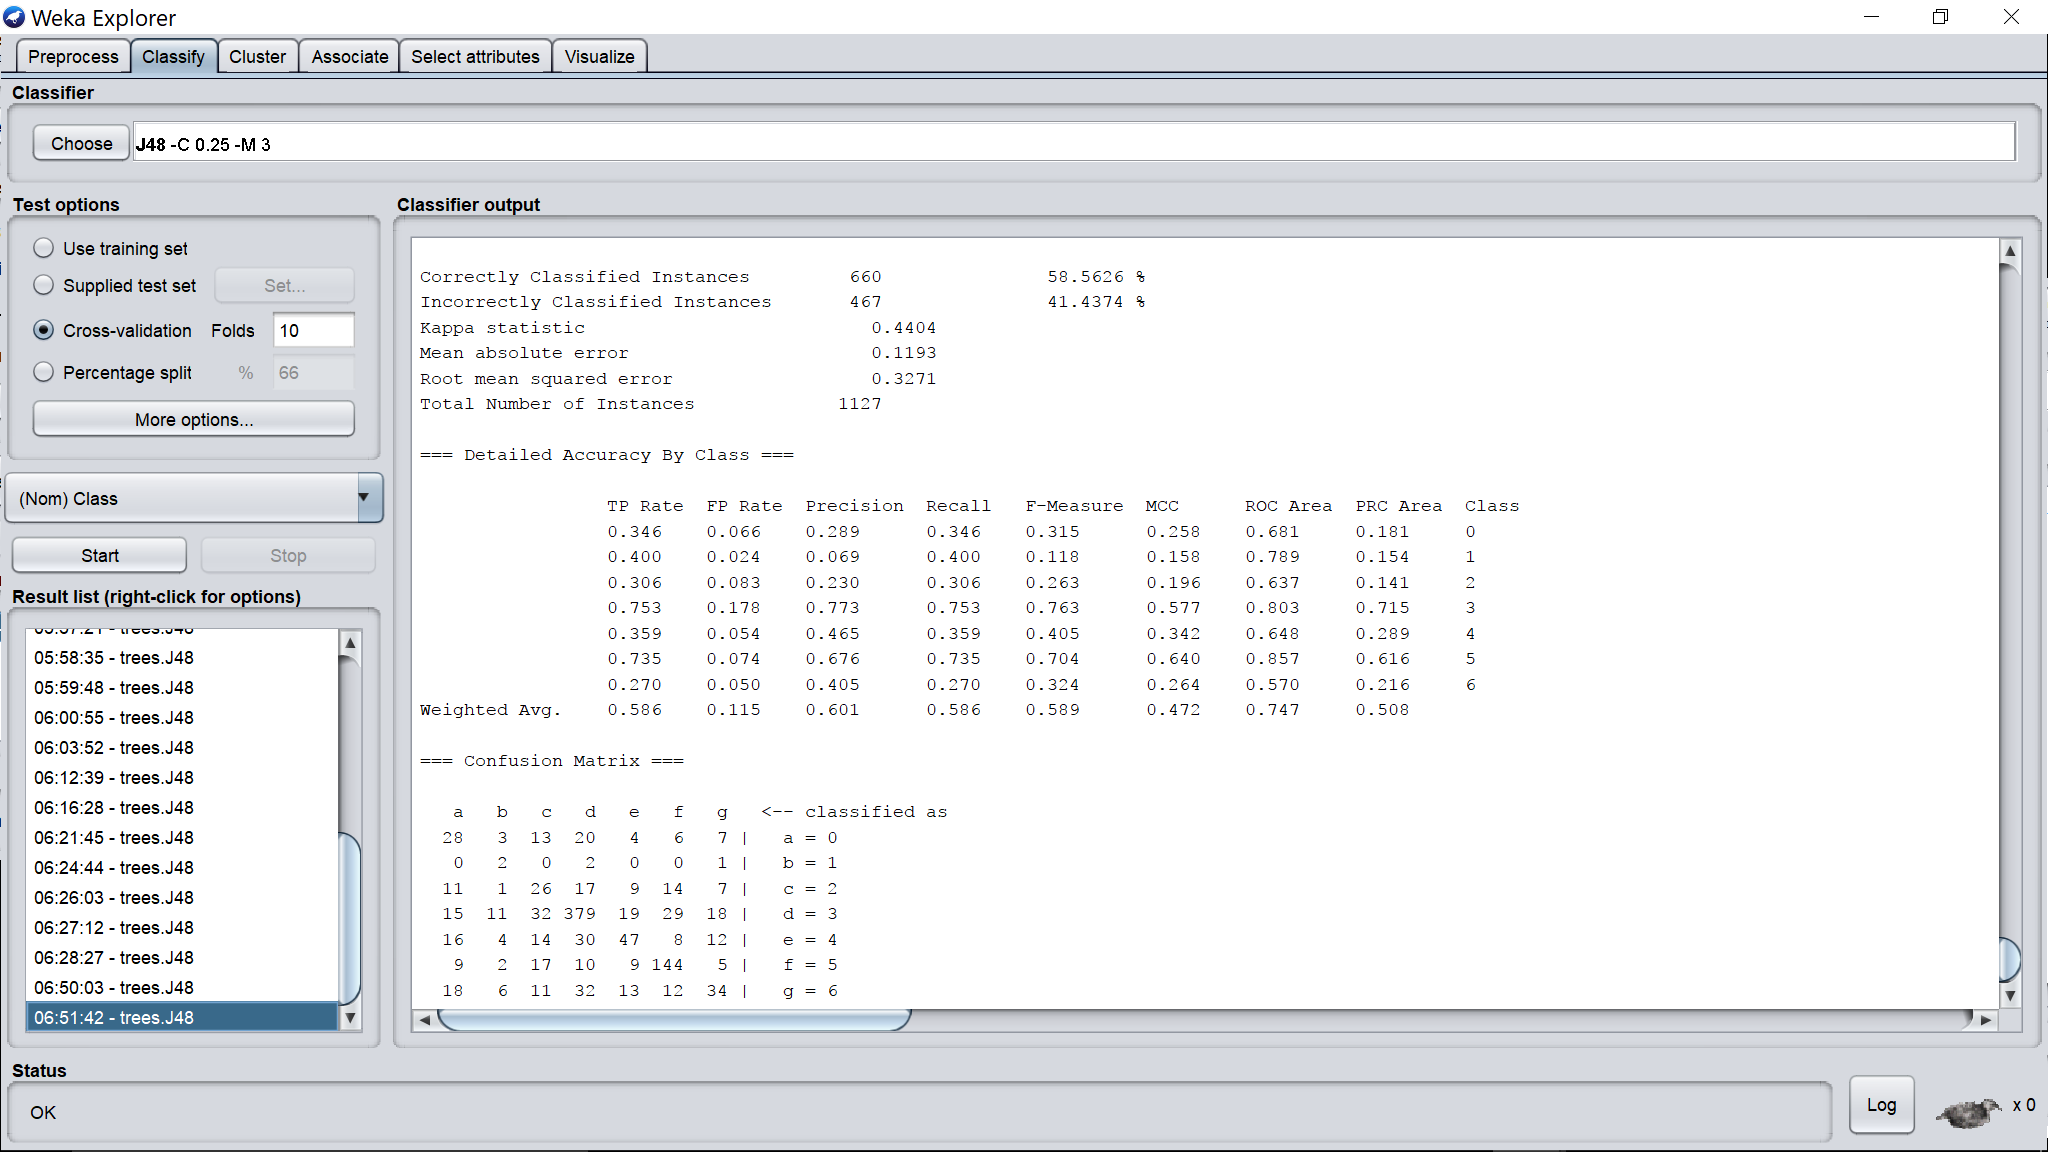 Weka Explorer
Preprocess Classify Cluster Associate Select attributes Visualize
Classifier
Choose J48 -C 0.25 -M 3
Test options
Use training set
Supplied test set Set...
Cross-validation Folds 10
Percentage split % 66
More options...
(Nom) Class
Start Stop
Result list (right-click for options)
05:57:21 - trees.J48
05:58:35 - trees.J48
05:59:48 - trees.J48
06:00:55 - trees.J48
06:03:52 - trees.J48
06:12:39 - trees.J48
06:16:28 - trees.J48
06:21:45 - trees.J48
06:24:44 - trees.J48
06:26:03 - trees.J48
06:27:12 - trees.J48
06:28:27 - trees.J48
06:50:03 - trees.J48
06:51:42 - trees.J48
Classifier output
Correctly Classified Instances 660 58.5626 %
Incorrectly Classified Instances 467 41.4374 %
Kappa statistic 0.4404
Mean absolute error 0.1193
Root mean squared error 0.3271
Total Number of Instances 1127
=== Detailed Accuracy By Class ===
TP Rate FP Rate Precision Recall F-Measure MCC ROC Area PRC Area Class
0.346 0.066 0.289 0.346 0.315 0.258 0.681 0.181 0
0.400 0.024 0.069 0.400 0.118 0.158 0.789 0.154 1
0.306 0.083 0.230 0.306 0.263 0.196 0.637 0.141 2
0.753 0.178 0.773 0.753 0.763 0.577 0.803 0.715 3
0.359 0.054 0.465 0.359 0.405 0.342 0.648 0.289 4
0.735 0.074 0.676 0.735 0.704 0.640 0.857 0.616 5
0.270 0.050 0.405 0.270 0.324 0.264 0.570 0.216 6
Weighted Avg. 0.586 0.115 0.601 0.586 0.589 0.472 0.747 0.508
=== Confusion Matrix ===
a b c d e f g <-- classified as
28 3 13 20 4 6 7 | a = 0
0 2 0 2 0 0 1 | b = 1
11 1 26 17 9 14 7 | c = 2
15 11 32 379 19 29 18 | d = 3
16 4 14 30 47 8 12 | e = 4
9 2 17 10 9 144 5 | f = 5
18 6 11 32 13 12 34 | g = 6
Status
OK
Log x 0